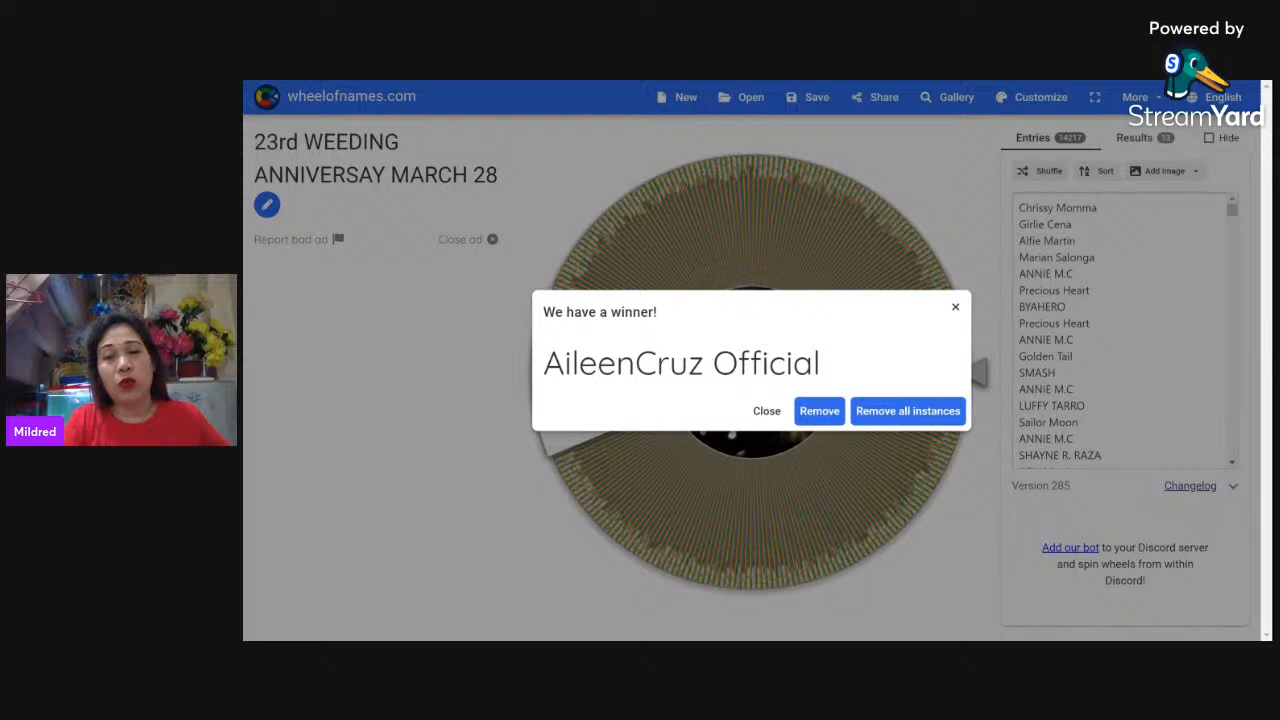 Powered by
StreamYard
wheelofnames.com
New
Open
Save
Share
Gallery
Customize
More
English
23rd WEEDING
ANNIVERSAY MARCH 28
Report bad ad
Close ad
Entries 14217
Results 13
Hide
Shuffle
Sort
Add image
Chrissy Momma
Girlie Cena
Alfie Martin
Marian Salonga
ANNIE M.C
Precious Heart
BYAHERO
Precious Heart
ANNIE M.C
Golden Tail
SMASH
ANNIE M.C
LUFFY TARRO
Sailor Moon
ANNIE M.C
SHAYNE R. RAZA
We have a winner!
AileenCruz Official
Close
Remove
Remove all instances
Mildred
Version 285
Changelog
Add our bot to your Discord server
and spin wheels from within
Discord!